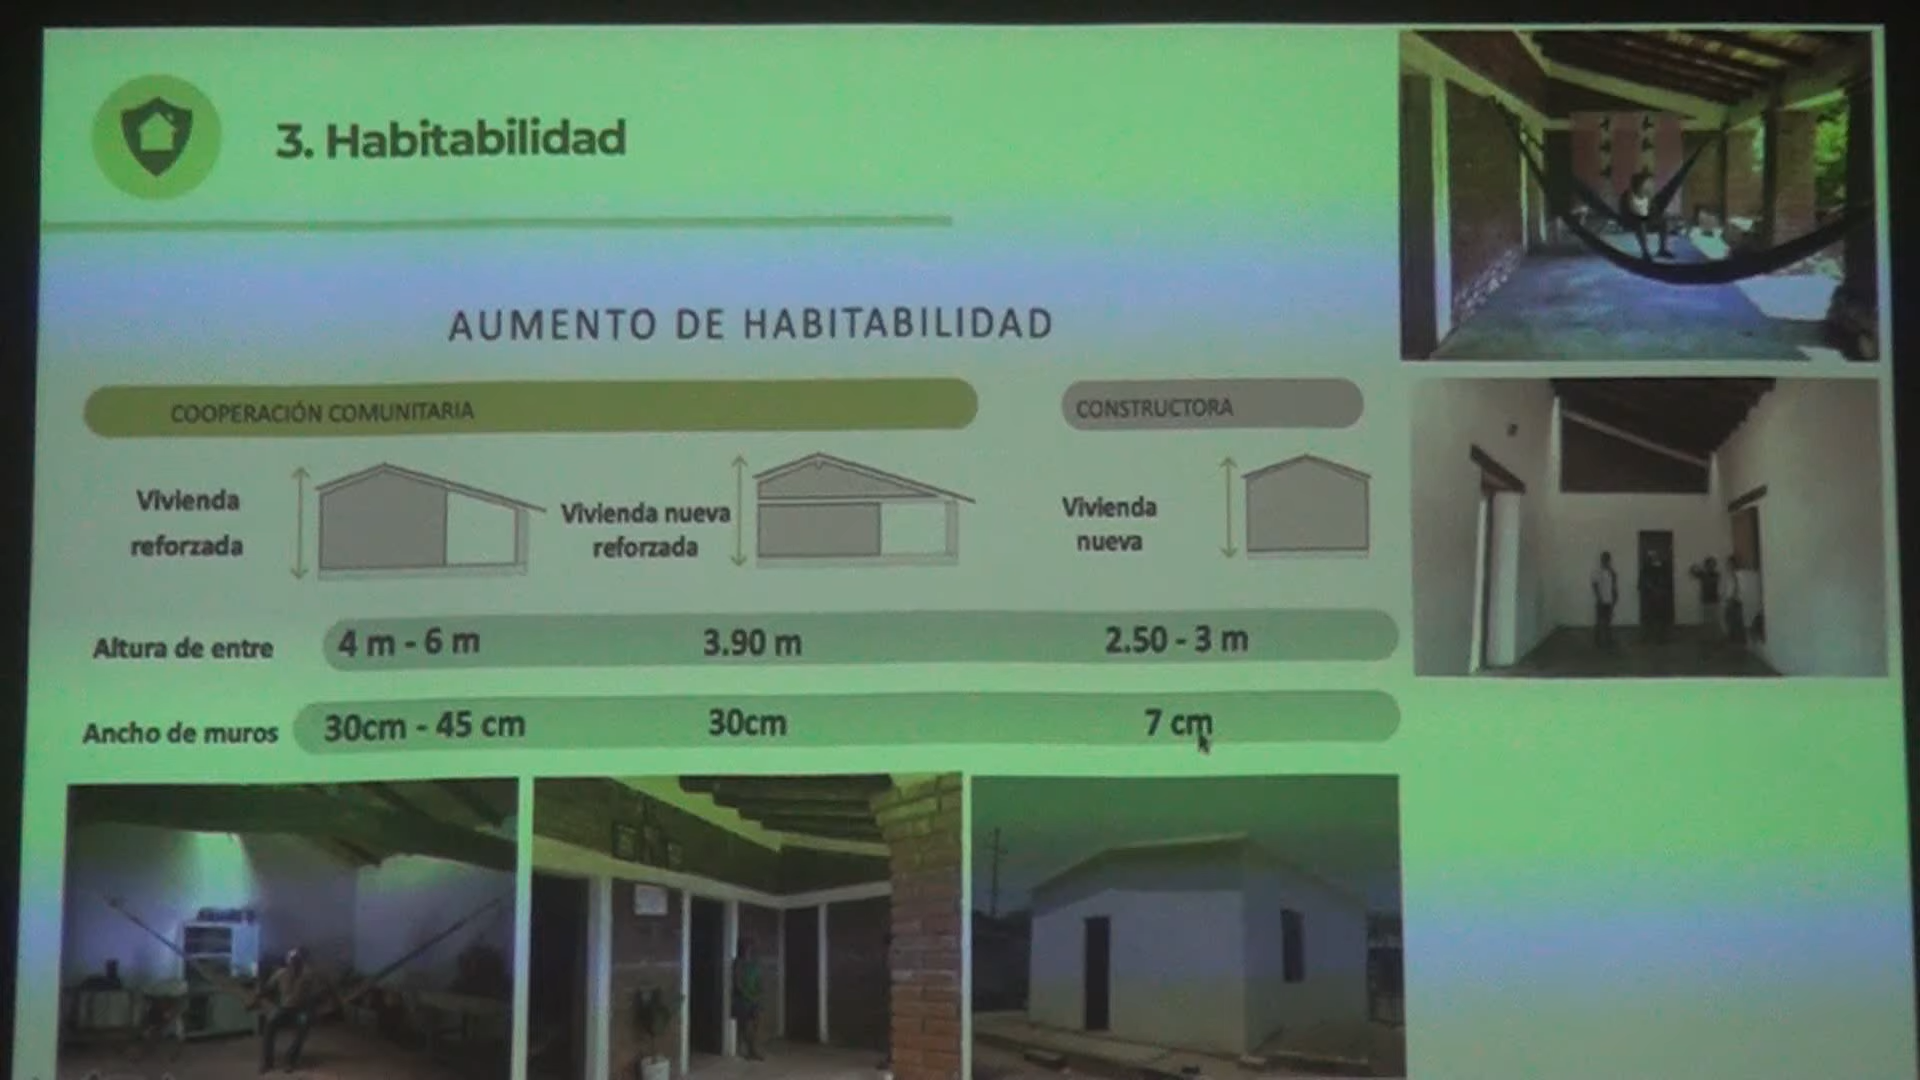 3. Habitabilidad
AUMENTO DE HABITABILIDAD
COOPERACIÓN COMUNITARIA
CONSTRUCTORA
Vivienda
reforzada
Vivienda nueva
reforzada
Vivienda
nueva
Altura de entre
4 m - 6 m
3.90 m
2.50 - 3 m
Ancho de muros
30cm - 45 cm
30cm
7 cm